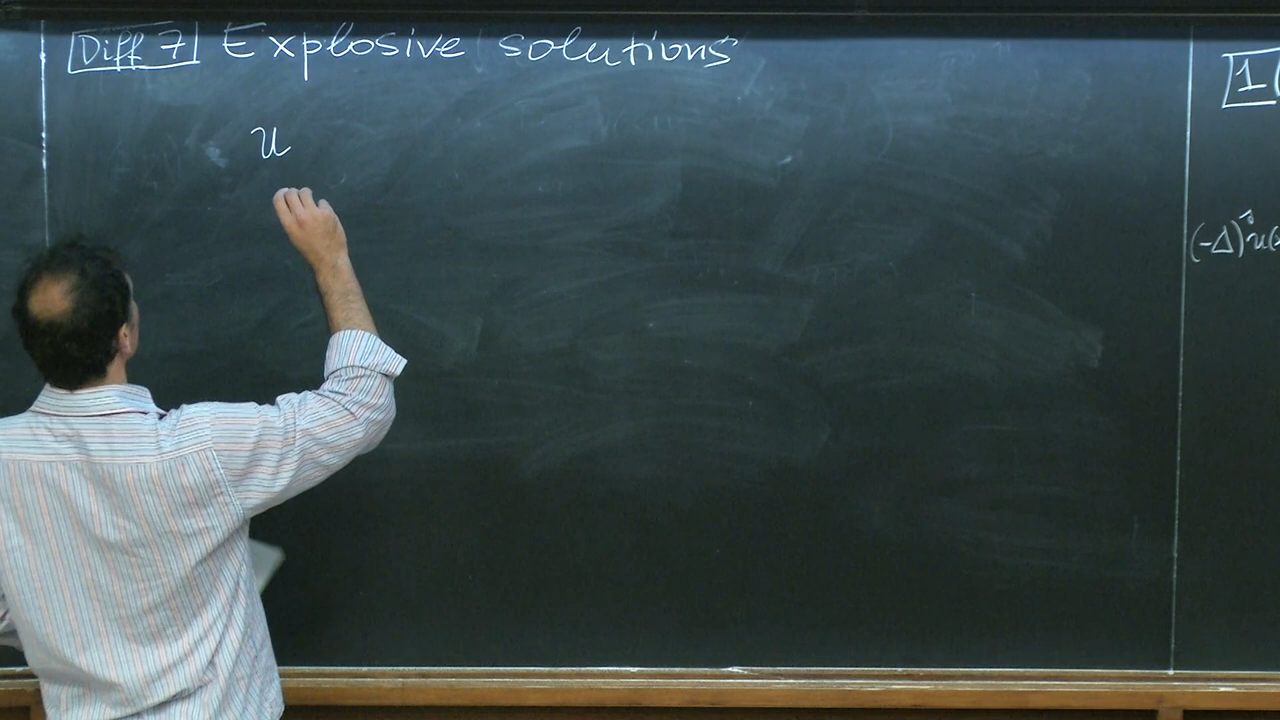 Diff 7 Explosive solutions
u
1
(-Δ)^s u(